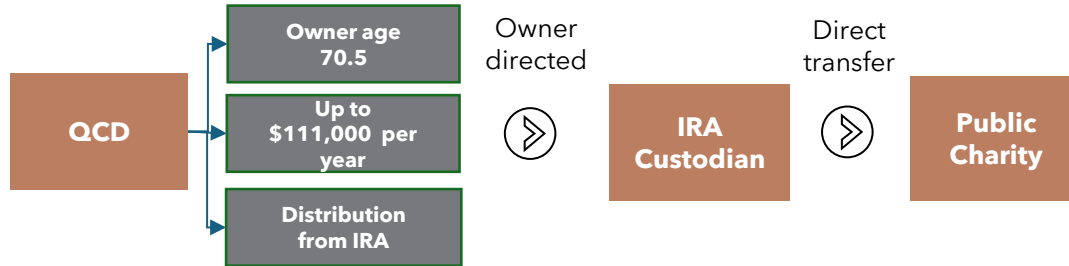 QCD
Owner age
70.5
Up to
$111,000 per
year
Distribution
from IRA
Owner
directed
IRA
Custodian
Direct
transfer
Public
Charity